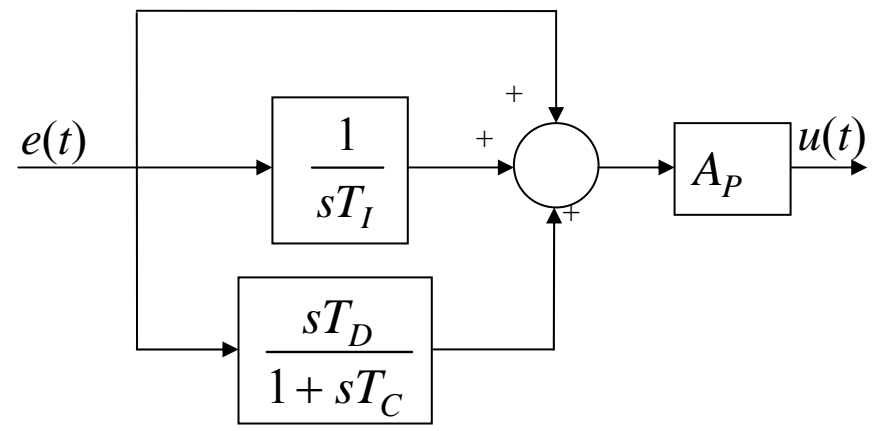 +
e(t)
1
sT_I
+
A_P
u(t)
+
sT_D
1 + sT_C